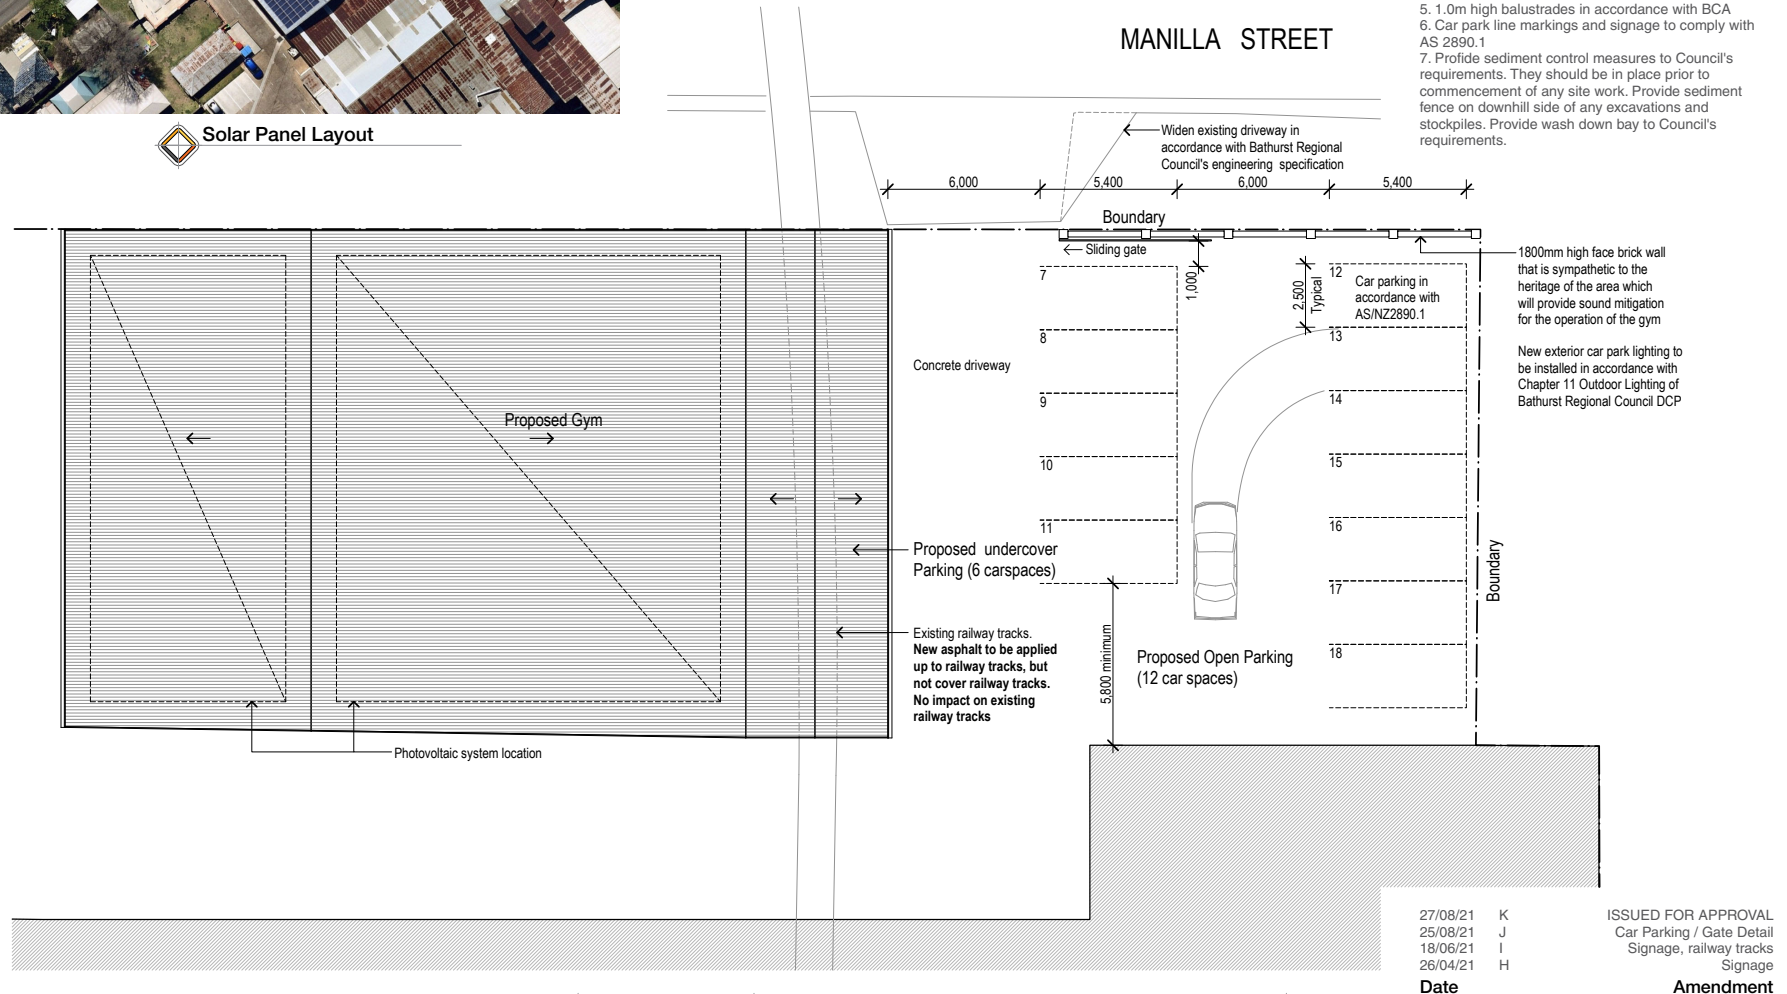 MANILLA STREET
5. 1.0m high balustrades in accordance with BCA
6. Car park line markings and signage to comply with
AS 2890.1
7. Profide sediment control measures to Council's
requirements. They should be in place prior to
commencement of any site work. Provide sediment
fence on downhill side of any excavations and
stockpiles. Provide wash down bay to Council's
requirements.
Solar Panel Layout
Widen existing driveway in
accordance with Bathurst Regional
Council's engineering specification
6,000
5,400
6,000
5,400
Boundary
Sliding gate
1,000
2,500
Typical
7
8
9
10
11
12
13
14
15
16
17
18
Car parking in
accordance with
AS/NZ2890.1
1800mm high face brick wall
that is sympathetic to the
heritage of the area which
will provide sound mitigation
for the operation of the gym
New exterior car park lighting to
be installed in accordance with
Chapter 11 Outdoor Lighting of
Bathurst Regional Council DCP
Concrete driveway
Proposed Gym
Proposed undercover
Parking (6 carspaces)
Boundary
Existing railway tracks.
New asphalt to be applied
up to railway tracks, but
not cover railway tracks.
No impact on existing
railway tracks
5,800 minimum
Proposed Open Parking
(12 car spaces)
Photovoltaic system location
27/08/21 K ISSUED FOR APPROVAL
25/08/21 J Car Parking / Gate Detail
18/06/21 I Signage, railway tracks
26/04/21 H Signage
Date Amendment